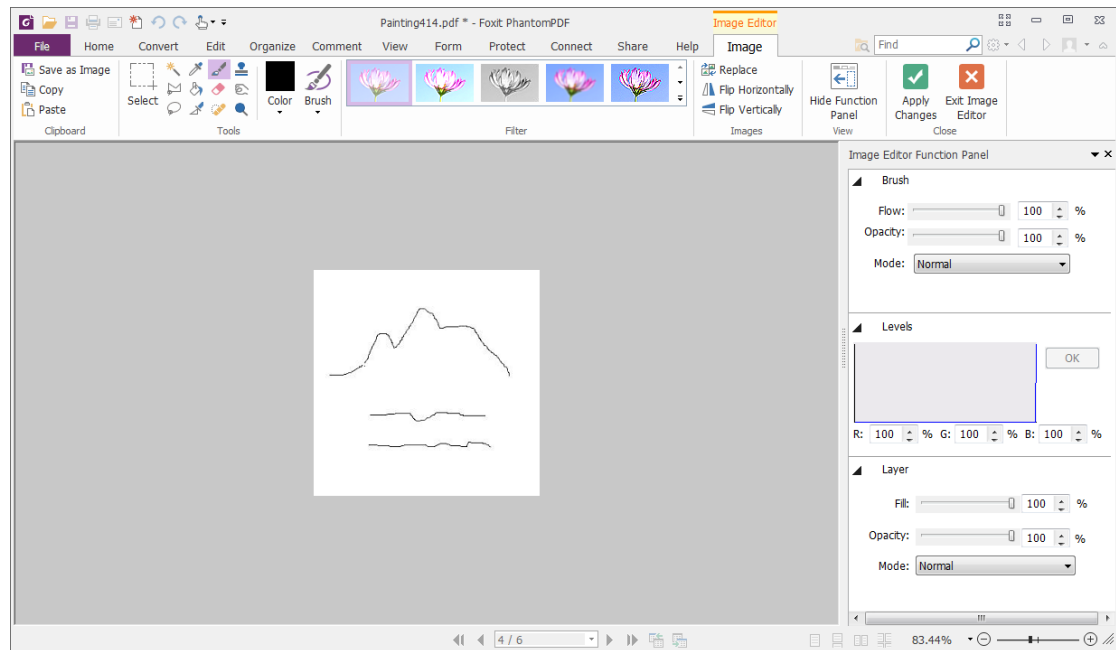 Painting414.pdf * - Foxit PhantomPDF
Image Editor
File Home Convert Edit Organize Comment View Form Protect Connect Share Help Image Find
Save as Image
Copy
Paste
Clipboard
Select
Tools
Color
Brush
Filter
Replace
Flip Horizontally
Flip Vertically
Images
Hide Function
Panel
View
Apply
Changes
Exit Image
Editor
Close
Image Editor Function Panel
Brush
Flow: 100 %
Opacity: 100 %
Mode: Normal
Levels
OK
R: 100 % G: 100 % B: 100 %
Layer
Fill: 100 %
Opacity: 100 %
Mode: Normal
4 / 6
83.44%